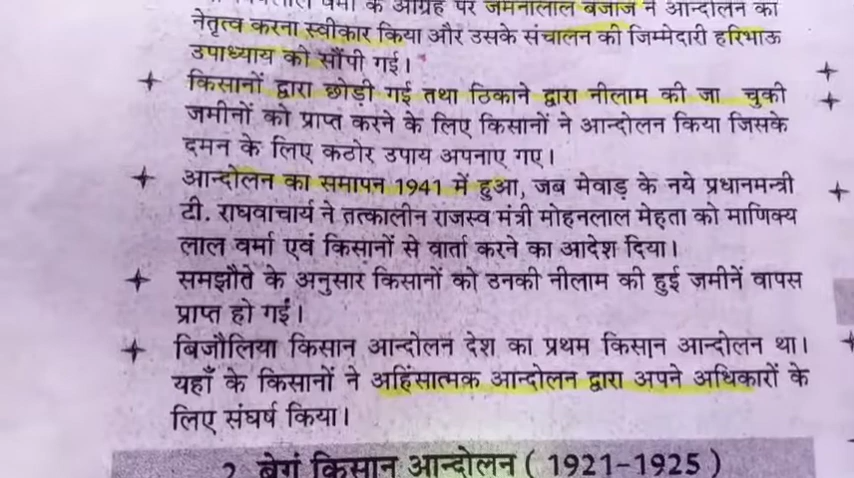 वर्मा के आग्रह पर जमनालाल बजाज ने आन्दोलन का
नेतृत्व करना स्वीकार किया और उसके संचालन की जिम्मेदारी हरिभाऊ
उपाध्याय को सौंपी गई।
किसानों द्वारा छोड़ी गई तथा ठिकाने द्वारा नीलाम की जा चुकी
जमीनों को प्राप्त करने के लिए किसानों ने आन्दोलन किया जिसके
दमन के लिए कठोर उपाय अपनाए गए।
आन्दोलन का समापन 1941 में हुआ, जब मेवाड़ के नये प्रधानमन्त्री
टी. राघवाचार्य ने तत्कालीन राजस्व मंत्री मोहनलाल मेहता को माणिक्य
लाल वर्मा एवं किसानों से वार्ता करने का आदेश दिया।
समझौते के अनुसार किसानों को उनकी नीलाम की हुई जमीनें वापस
प्राप्त हो गईं।
बिजौलिया किसान आन्दोलन देश का प्रथम किसान आन्दोलन था।
यहाँ के किसानों ने अहिंसात्मक आन्दोलन द्वारा अपने अधिकारों के
लिए संघर्ष किया।
2. बेगूं किसान आन्दोलन ( 1921-1925 )